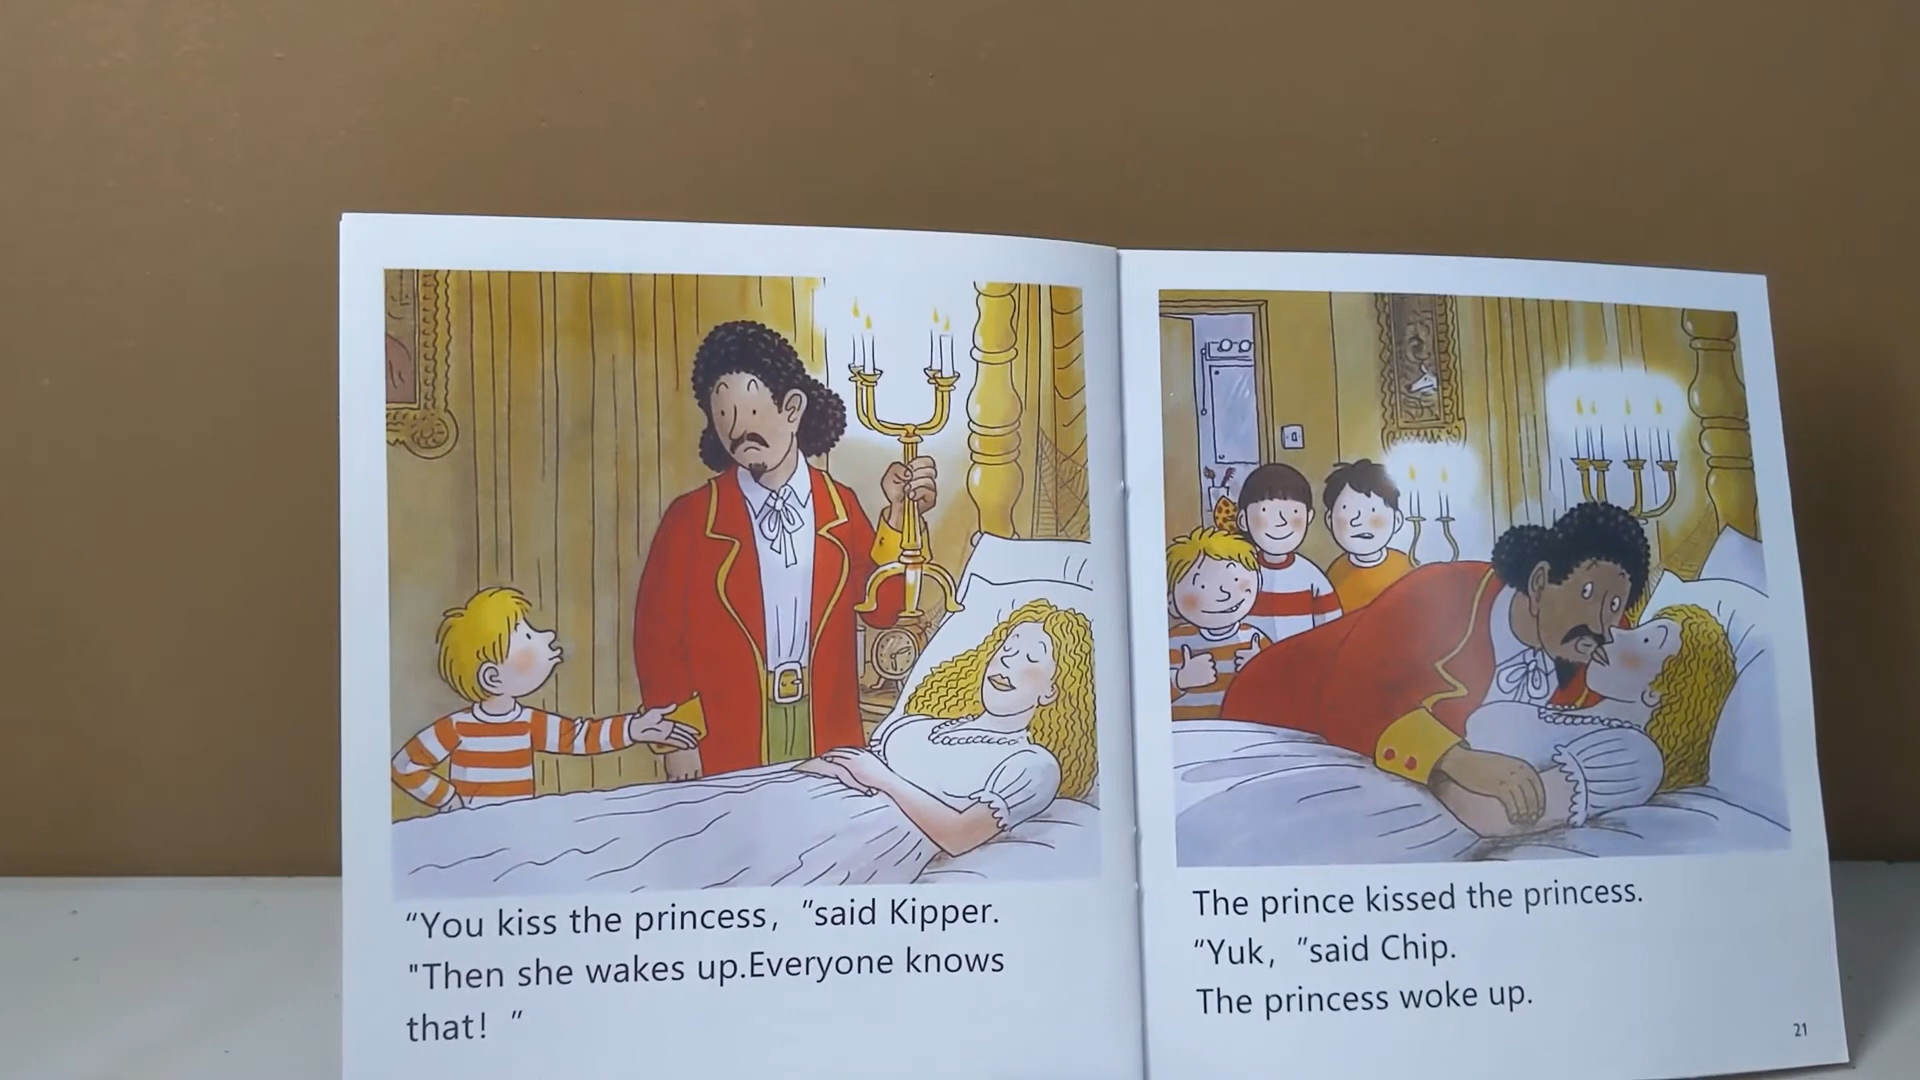 “You kiss the princess, ”said Kipper.
"Then she wakes up.Everyone knows
that! ”
The prince kissed the princess.
“Yuk, ”said Chip.
The princess woke up.
21